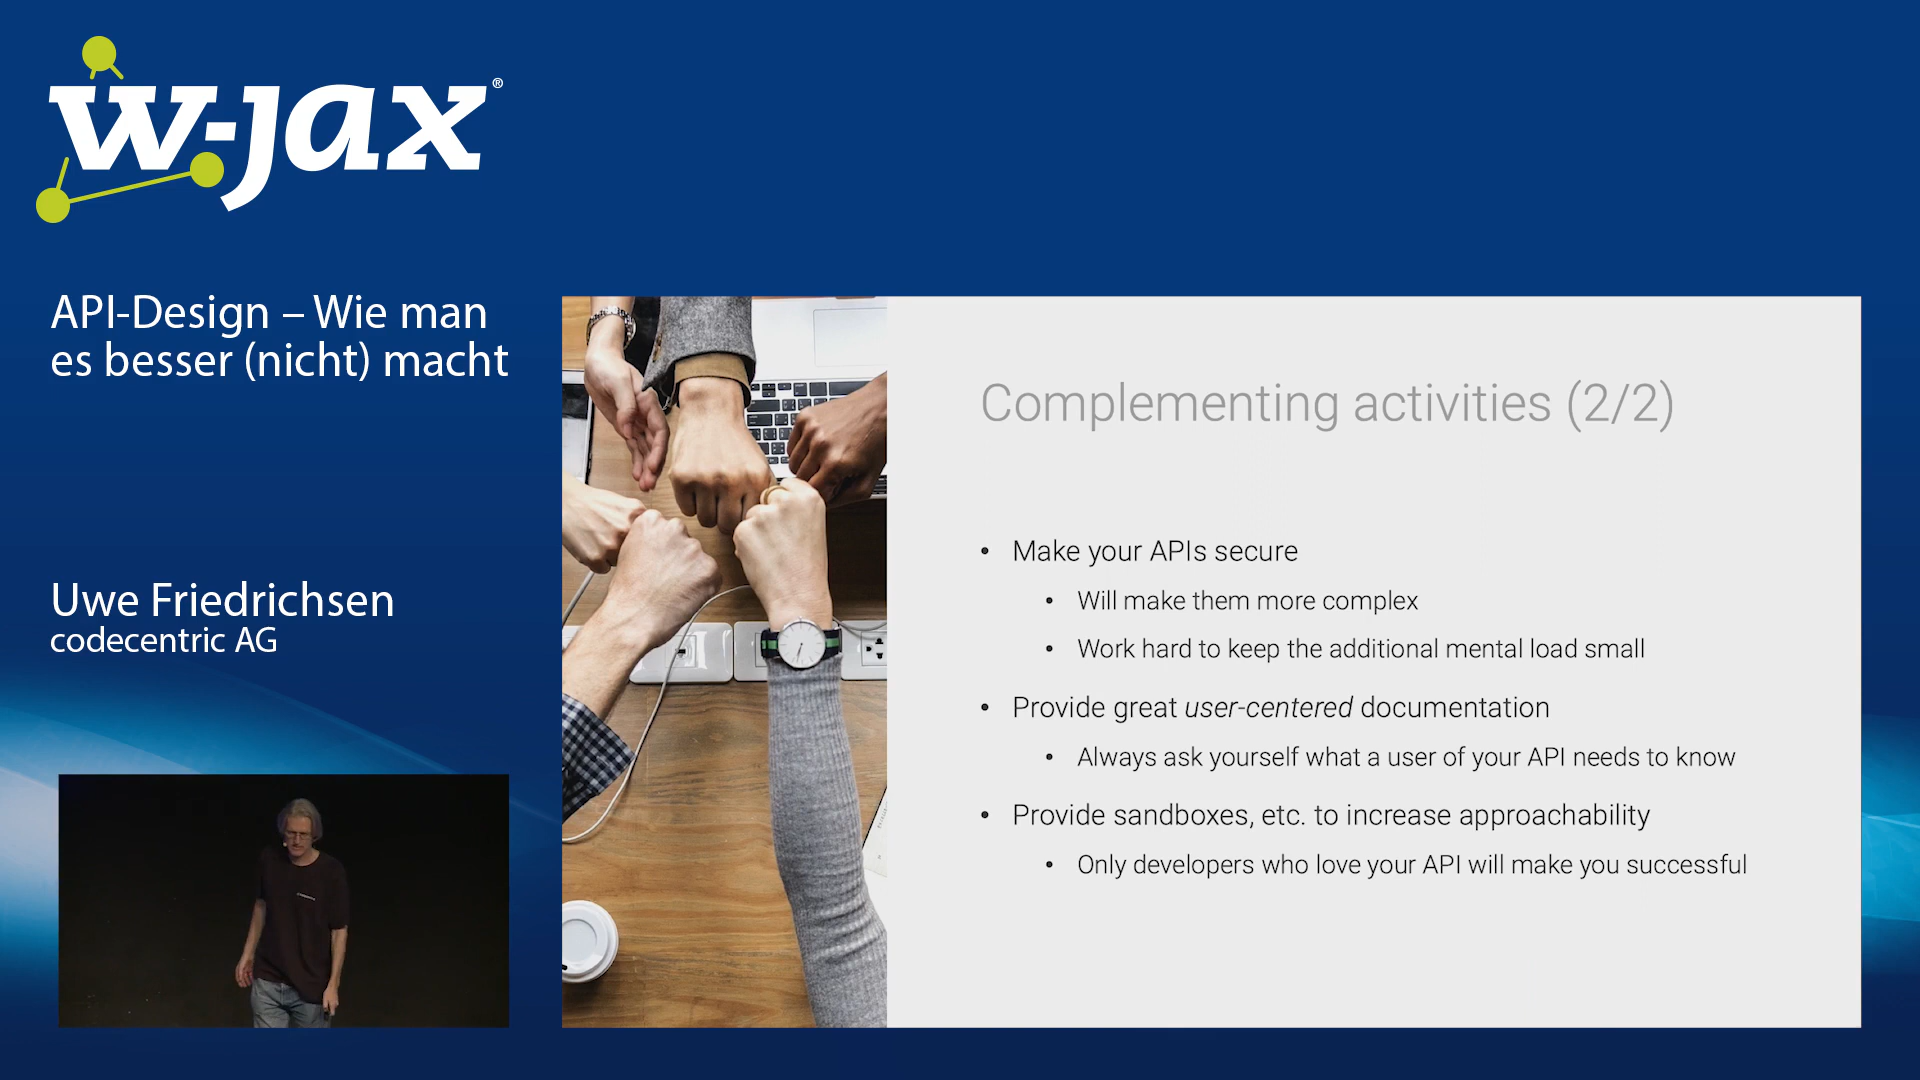 w-jax®
API-Design – Wie man
es besser (nicht) macht
Uwe Friedrichsen
codecentric AG
Complementing activities (2/2)
• Make your APIs secure
• Will make them more complex
• Work hard to keep the additional mental load small
• Provide great user-centered documentation
• Always ask yourself what a user of your API needs to know
• Provide sandboxes, etc. to increase approachability
• Only developers who love your API will make you successful